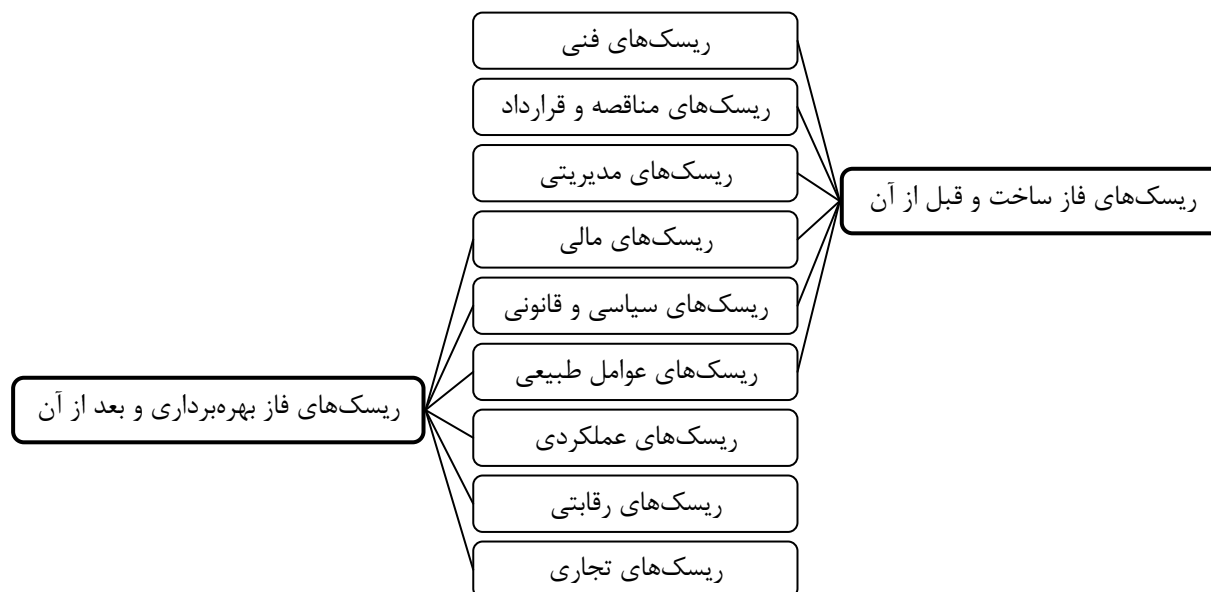 ریسک‌های فاز ساخت و قبل از آن
ریسک‌های فنی
ریسک‌های مناقصه و قرارداد
ریسک‌های مدیریتی
ریسک‌های مالی
ریسک‌های سیاسی و قانونی
ریسک‌های عوامل طبیعی
ریسک‌های عملکردی
ریسک‌های رقابتی
ریسک‌های تجاری
ریسک‌های فاز بهره‌برداری و بعد از آن